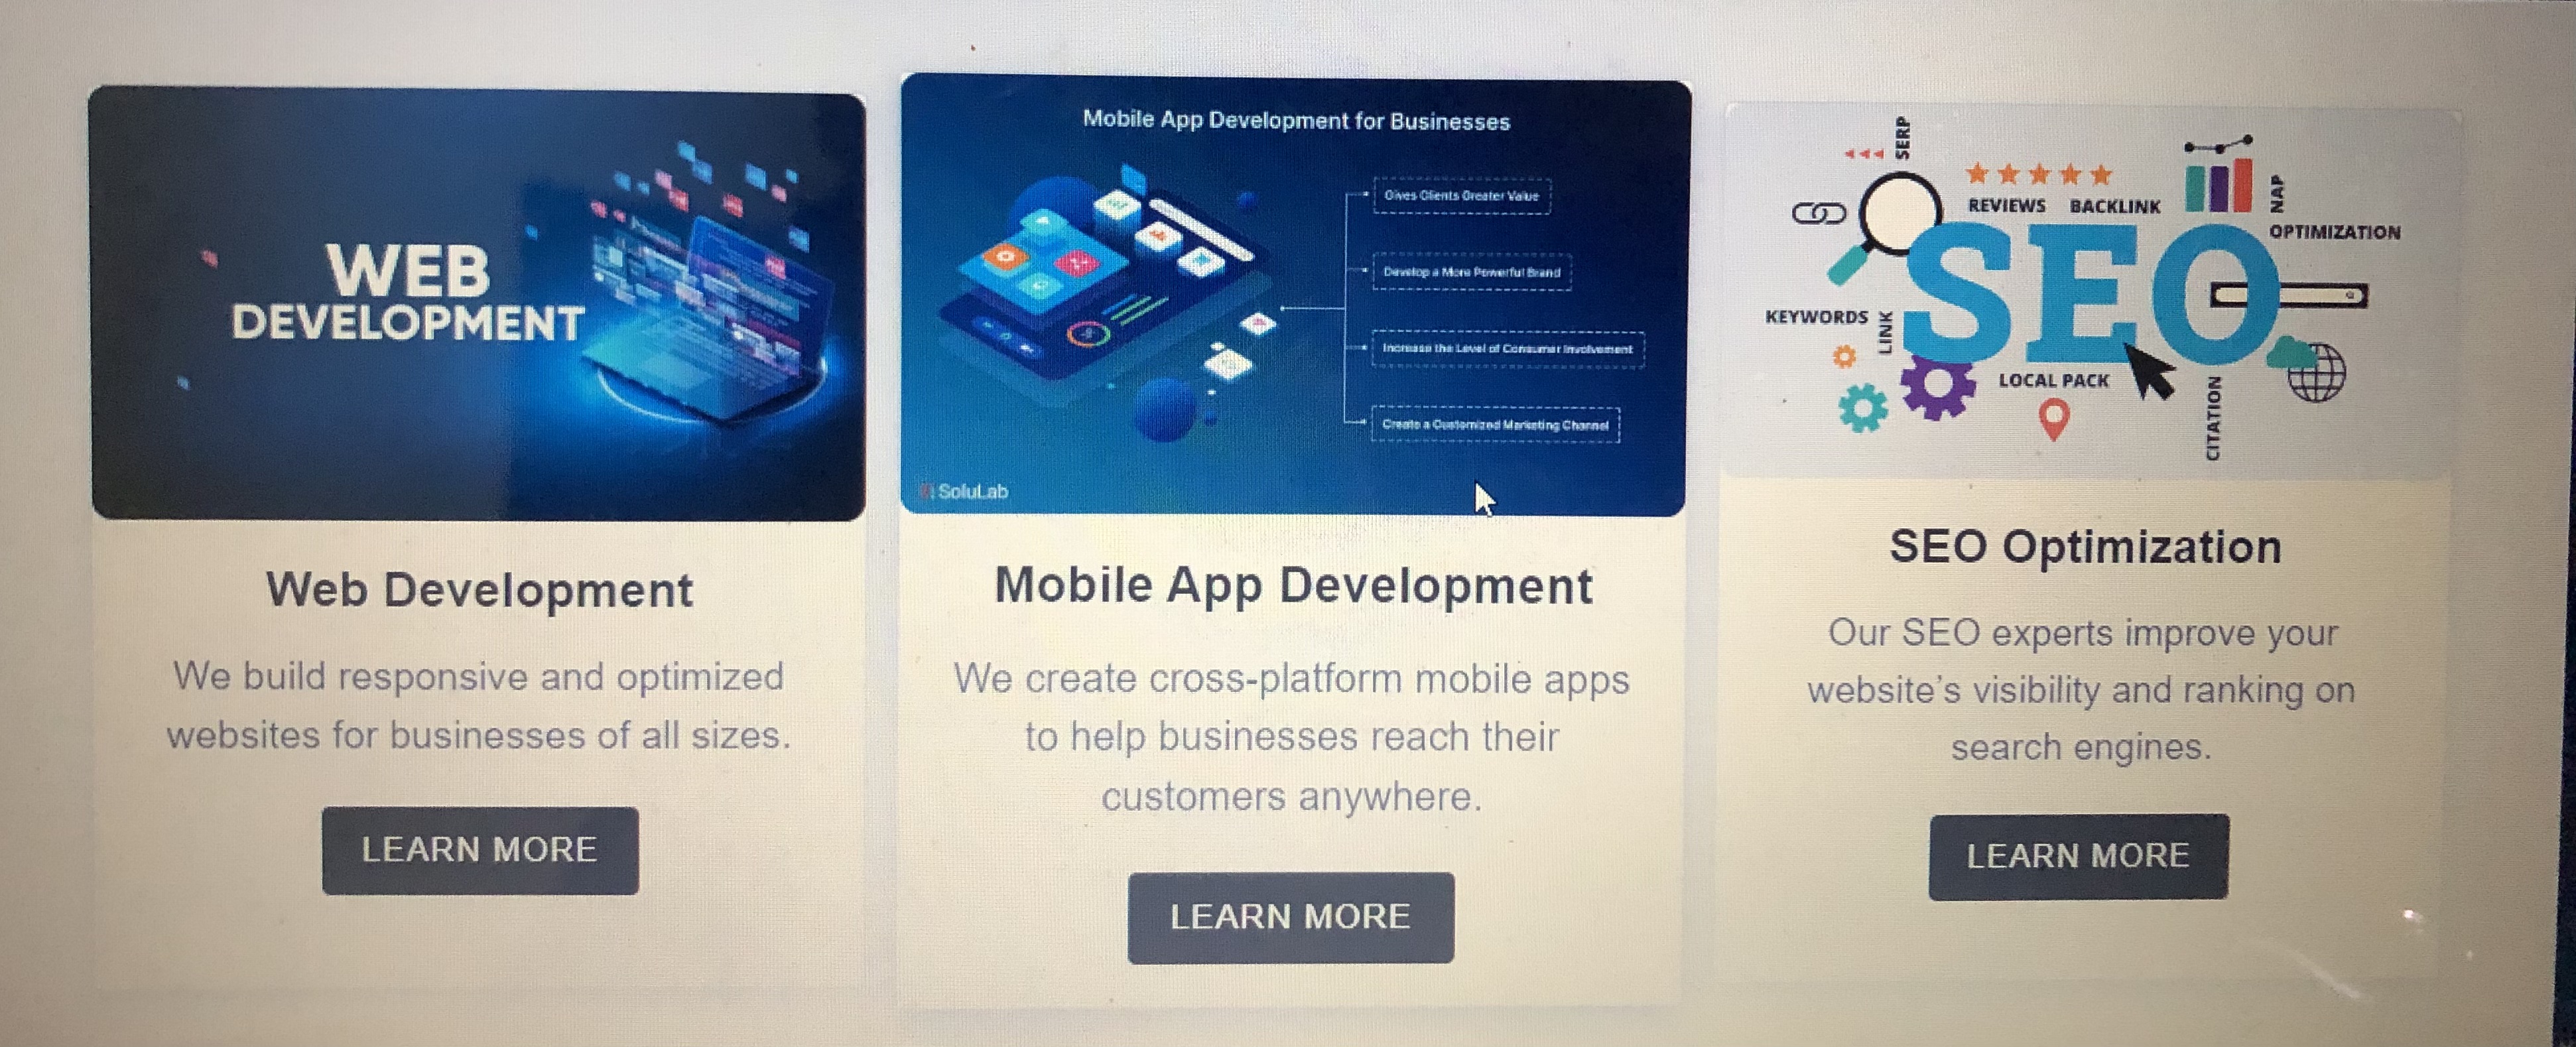 WEB
DEVELOPMENT
Web Development
We build responsive and optimized
websites for businesses of all sizes.
LEARN MORE
Mobile App Development for Businesses
Gives Clients Greater Value
Develop a More Powerful Brand
Increase the Level of Consumer Involvement
Create a Customized Marketing Channel
SoluLab
Mobile App Development
We create cross-platform mobile apps
to help businesses reach their
customers anywhere.
LEARN MORE
SERP
REVIEWS BACKLINK
NAP
OPTIMIZATION
SEO
KEYWORDS
LINK
LOCAL PACK
CITATION
SEO Optimization
Our SEO experts improve your
website's visibility and ranking on
search engines.
LEARN MORE